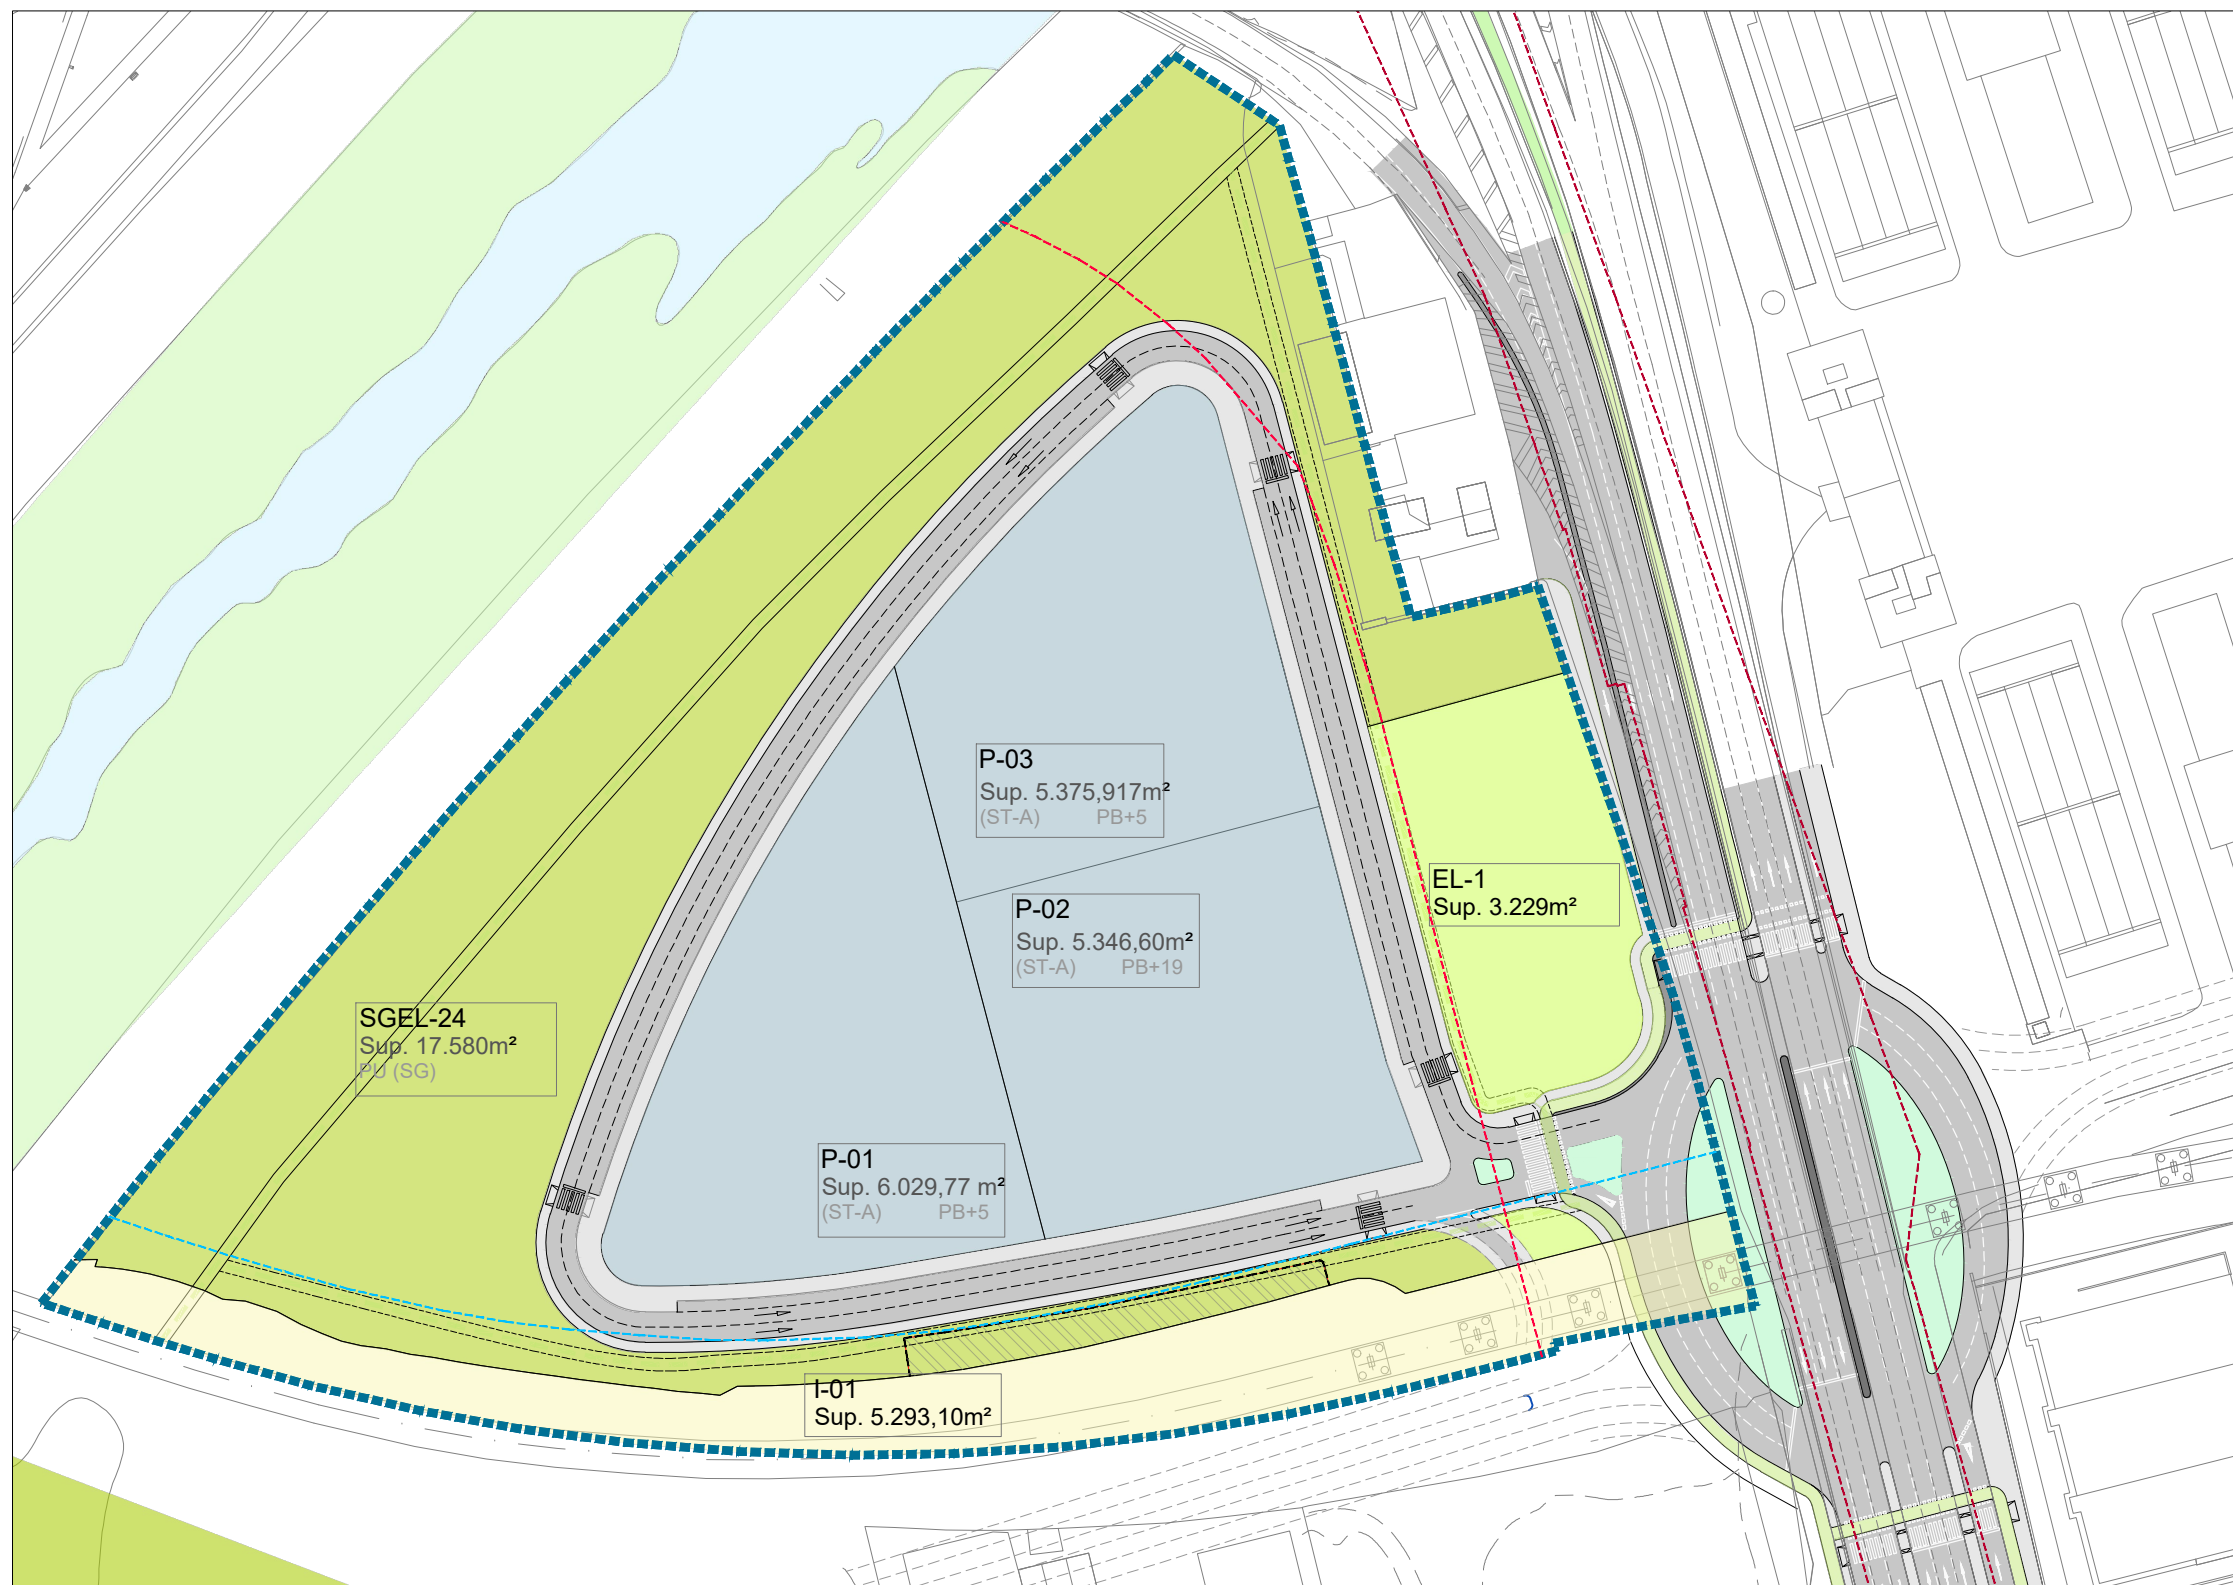 P-03
Sup. 5.375,917m²
(ST-A) PB+5
EL-1
Sup. 3.229m²
P-02
Sup. 5.346,60m²
(ST-A) PB+19
SGEL-24
Sup. 17.580m²
PU (SG)
P-01
Sup. 6.029,77 m²
(ST-A) PB+5
I-01
Sup. 5.293,10m²